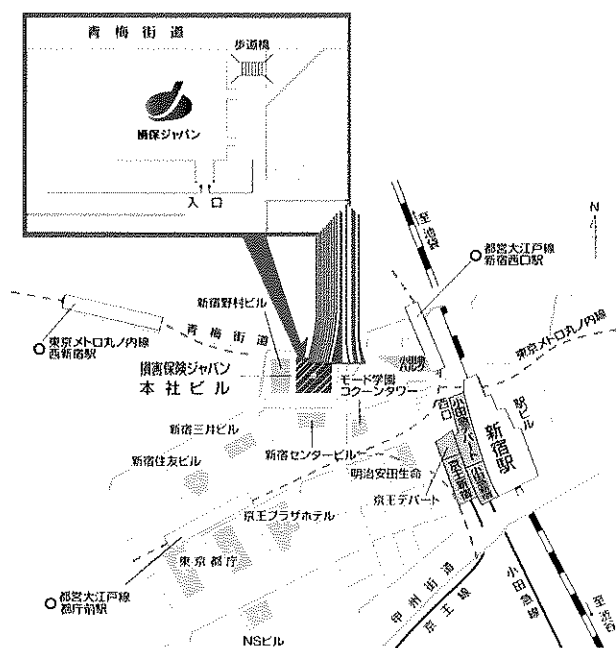 青梅街道
歩道橋
損保ジャパン
入口
至池袋
N
都営大江戸線
新宿西口駅
新宿野村ビル
青梅街道
東京メトロ丸ノ内線
西新宿駅
東京メトロ丸ノ内線
損害保険ジャパン
本社ビル
小田急
ハルク
モード学園
コクーンタワー
西口
小田急デパート
新宿駅
駅ビル
新宿三井ビル
新宿センタービル
新宿住友ビル
明治安田生命
京王新宿
小田急新宿
京王デパート
京王プラザホテル
東京都庁
都営大江戸線
都庁前駅
甲州街道
京王線
小田急線
至渋谷
NSビル